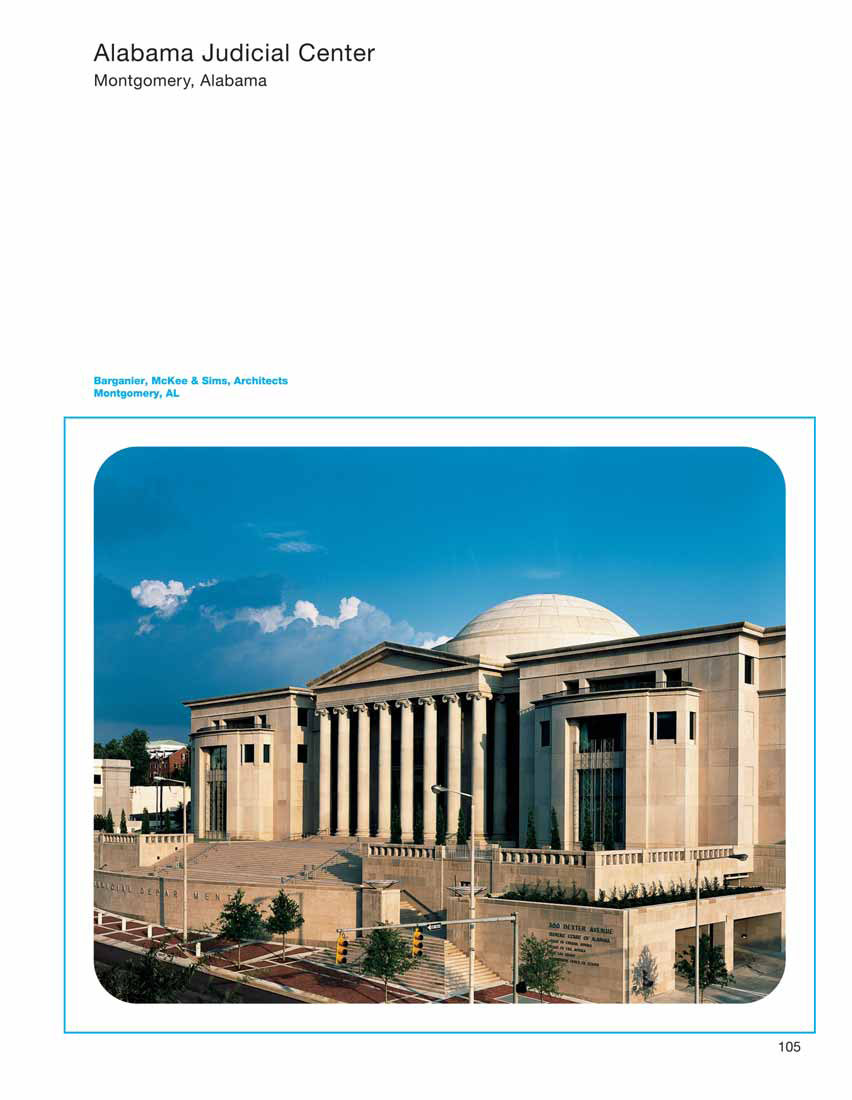 Alabama Judicial Center
Montgomery, Alabama
Barganier, McKee & Sims, Architects
Montgomery, AL
300 DEXTER AVENUE
SUPREME COURT OF ALABAMA
105